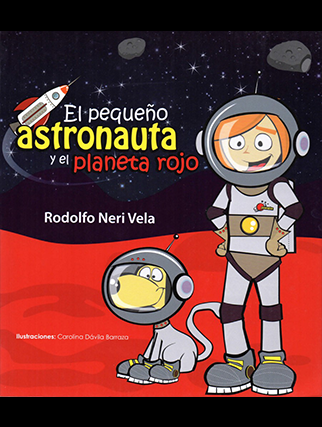 El pequeño
astronauta
y el planeta rojo
Rodolfo Neri Vela
Ilustraciones: Carolina Dávila Barraza